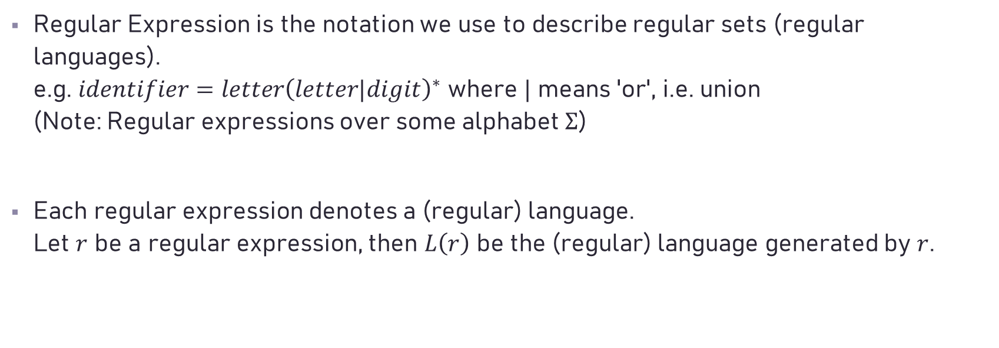 ▪ Regular Expression is the notation we use to describe regular sets (regular
languages).
e.g. identifier = letter(letter|digit)* where | means 'or', i.e. union
(Note: Regular expressions over some alphabet Σ)
▪ Each regular expression denotes a (regular) language.
Let r be a regular expression, then L(r) be the (regular) language generated by r.